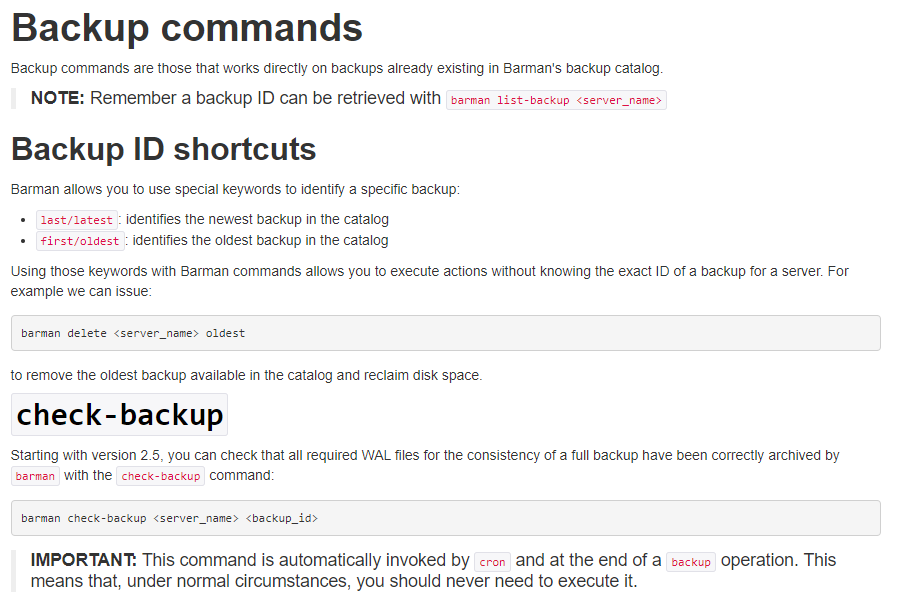 Backup commands
Backup commands are those that works directly on backups already existing in Barman's backup catalog.
NOTE: Remember a backup ID can be retrieved with barman list-backup <server_name>
Backup ID shortcuts
Barman allows you to use special keywords to identify a specific backup:
• last/latest: identifies the newest backup in the catalog
• first/oldest: identifies the oldest backup in the catalog
Using those keywords with Barman commands allows you to execute actions without knowing the exact ID of a backup for a server. For
example we can issue:
barman delete <server_name> oldest
to remove the oldest backup available in the catalog and reclaim disk space.
check-backup
Starting with version 2.5, you can check that all required WAL files for the consistency of a full backup have been correctly archived by
barman with the check-backup command:
barman check-backup <server_name> <backup_id>
IMPORTANT: This command is automatically invoked by cron and at the end of a backup operation. This
means that, under normal circumstances, you should never need to execute it.